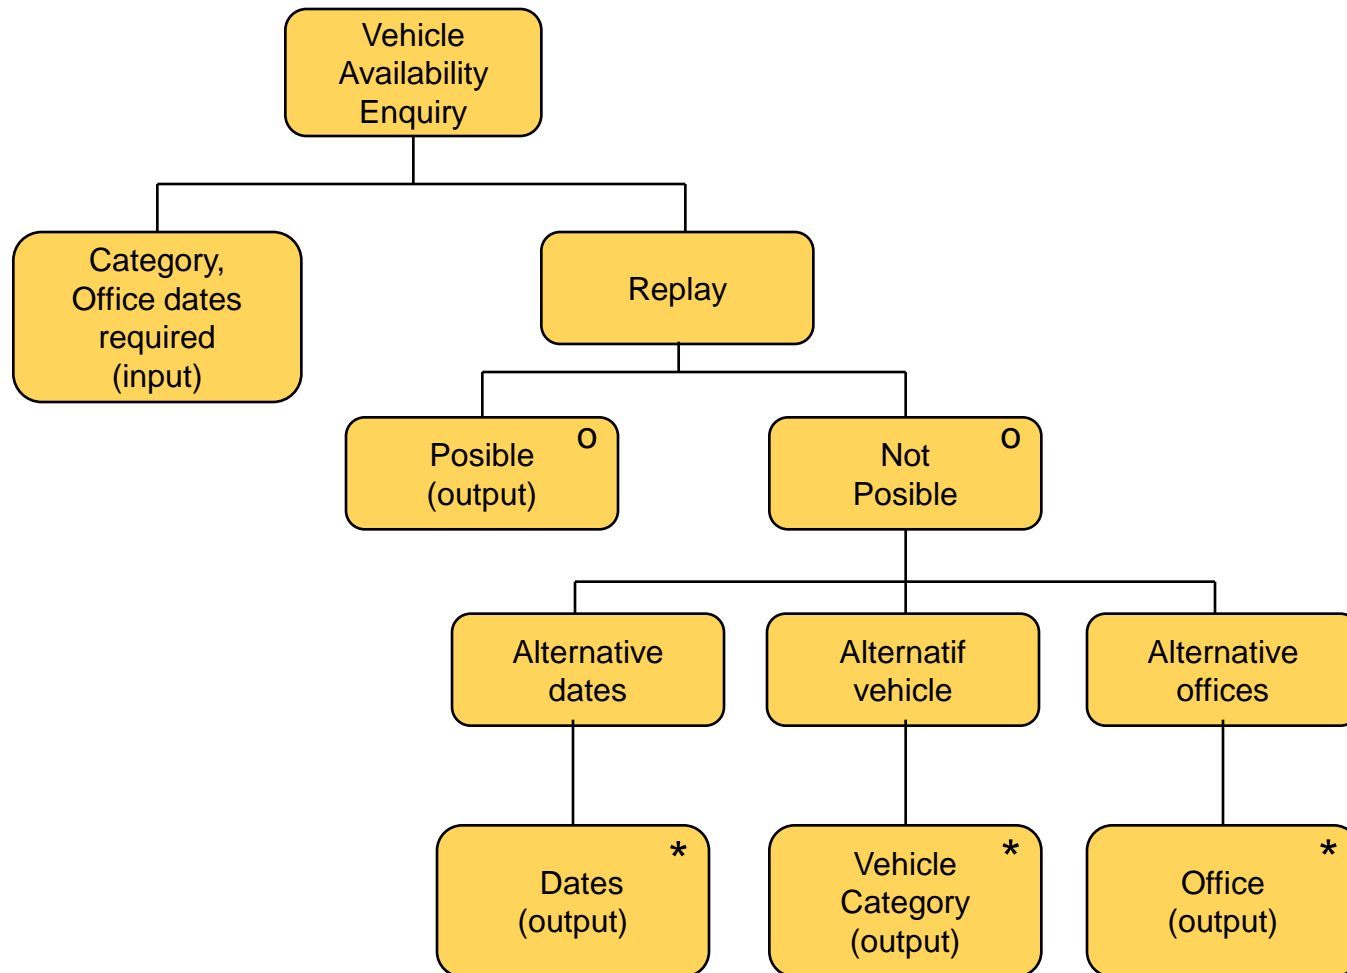 Vehicle
Availability
Enquiry
Category,
Office dates
required
(input)
Replay
Posible
(output)
o
Not
Posible
o
Alternative
dates
Alternatif
vehicle
Alternative
offices
Dates
(output)
*
Vehicle
Category
(output)
*
Office
(output)
*